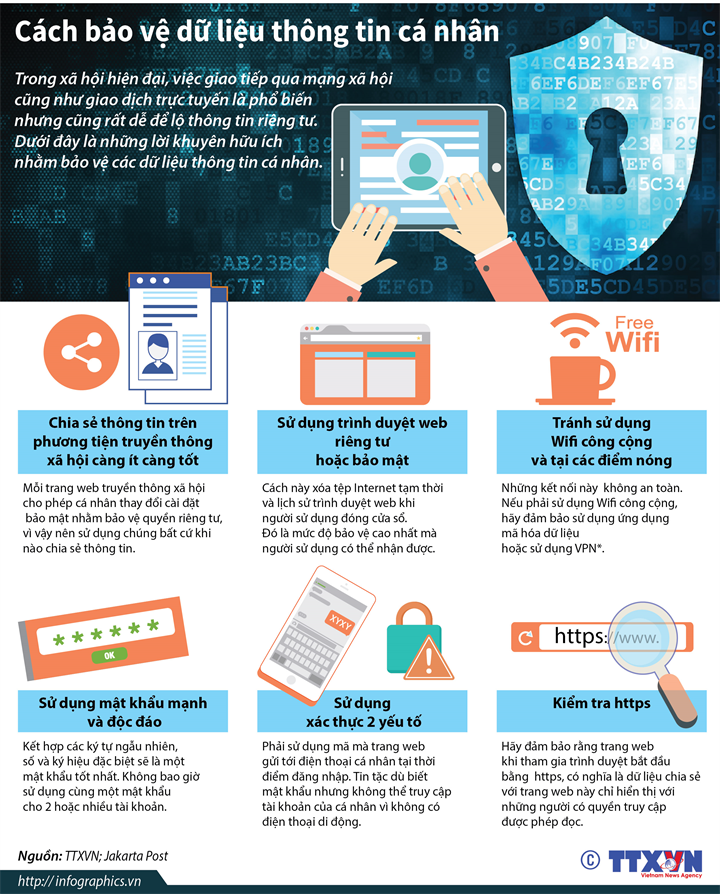 Cách bảo vệ dữ liệu thông tin cá nhân
Trong xã hội hiện đại, việc giao tiếp qua mạng xã hội
cũng như giao dịch trực tuyến là phổ biến
nhưng cũng rất dễ để lộ thông tin riêng tư.
Dưới đây là những lời khuyên hữu ích
nhằm bảo vệ các dữ liệu thông tin cá nhân.
Chia sẻ thông tin trên
phương tiện truyền thông
xã hội càng ít càng tốt
Mỗi trang web truyền thông xã hội
cho phép cá nhân thay đổi cài đặt
bảo mật nhằm bảo vệ quyền riêng tư,
vì vậy nên sử dụng chúng bất cứ khi
nào chia sẻ thông tin.
Sử dụng trình duyệt web
riêng tư
hoặc bảo mật
Cách này xóa tệp Internet tạm thời
và lịch sử trình duyệt web khi
người sử dụng đóng cửa sổ.
Đó là mức độ bảo vệ cao nhất mà
người sử dụng có thể nhận được.
Free
Wifi
Tránh sử dụng
Wifi công cộng
và tại các điểm nóng
Những kết nối này không an toàn.
Nếu phải sử dụng Wifi công cộng,
hãy đảm bảo sử dụng ứng dụng
mã hóa dữ liệu
hoặc sử dụng VPN*.
******
OK
Sử dụng mật khẩu mạnh
và độc đáo
Kết hợp các ký tự ngẫu nhiên,
số và ký hiệu đặc biệt sẽ là một
mật khẩu tốt nhất. Không bao giờ
sử dụng cùng một mật khẩu
cho 2 hoặc nhiều tài khoản.
XYXY
Sử dụng
xác thực 2 yếu tố
Phải sử dụng mã mà trang web
gửi tới điện thoại cá nhân tại thời
điểm đăng nhập. Tin tặc dù biết
mật khẩu nhưng không thể truy cập
tài khoản của cá nhân vì không có
điện thoại di động.
https://www.
Kiểm tra https
Hãy đảm bảo rằng trang web
khi tham gia trình duyệt bắt đầu
bằng https, có nghĩa là dữ liệu chia sẻ
với trang web này chỉ hiển thị với
những người có quyền truy cập
được phép đọc.
Nguồn: TTXVN; Jakarta Post
© TTXVN
Vietnam News Agency
http://infographics.vn